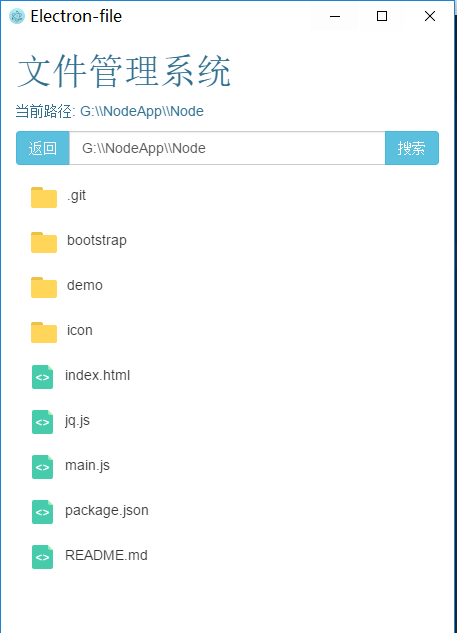 Electron-file
文件管理系统
当前路径: G:\\NodeApp\\Node
返回 G:\\NodeApp\\Node 搜索
.git
bootstrap
demo
icon
index.html
jq.js
main.js
package.json
README.md